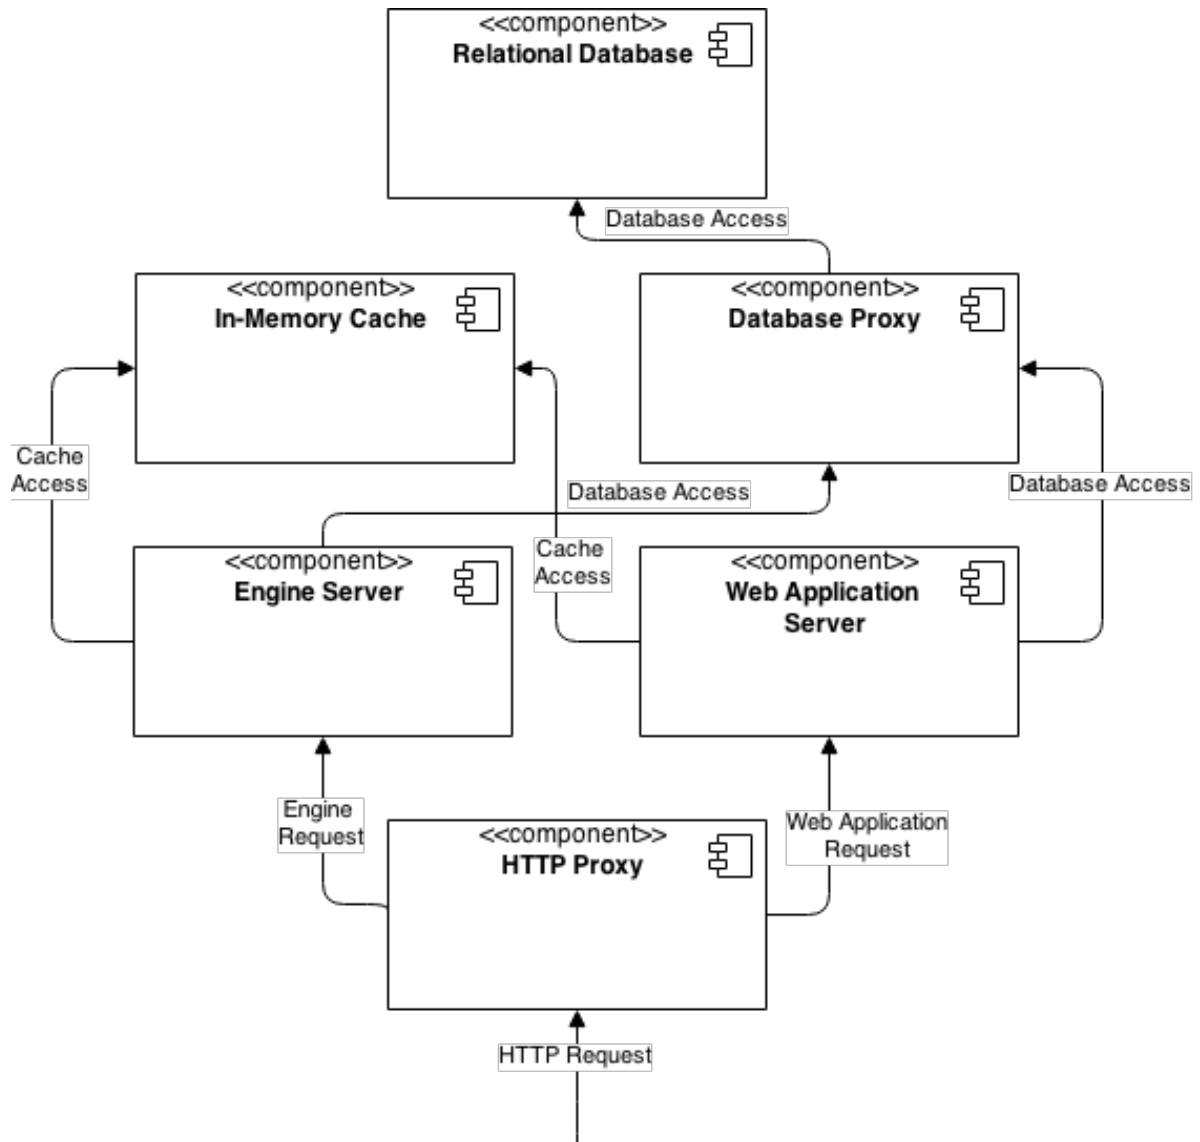 <<component>>
Relational Database
Database Access
<<component>>
In-Memory Cache
<<component>>
Database Proxy
Cache
Access
Database Access
Database Access
Cache
Access
<<component>>
Engine Server
<<component>>
Web Application
Server
Engine
Request
Web Application
Request
<<component>>
HTTP Proxy
HTTP Request